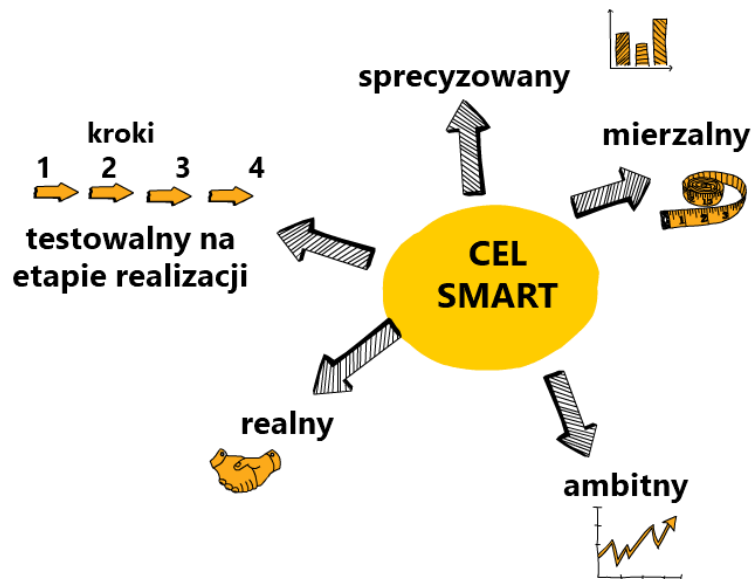 CEL
SMART
sprecyzowany
mierzalny
ambitny
realny
testowalny na
etapie realizacji
kroki
1 2 3 4